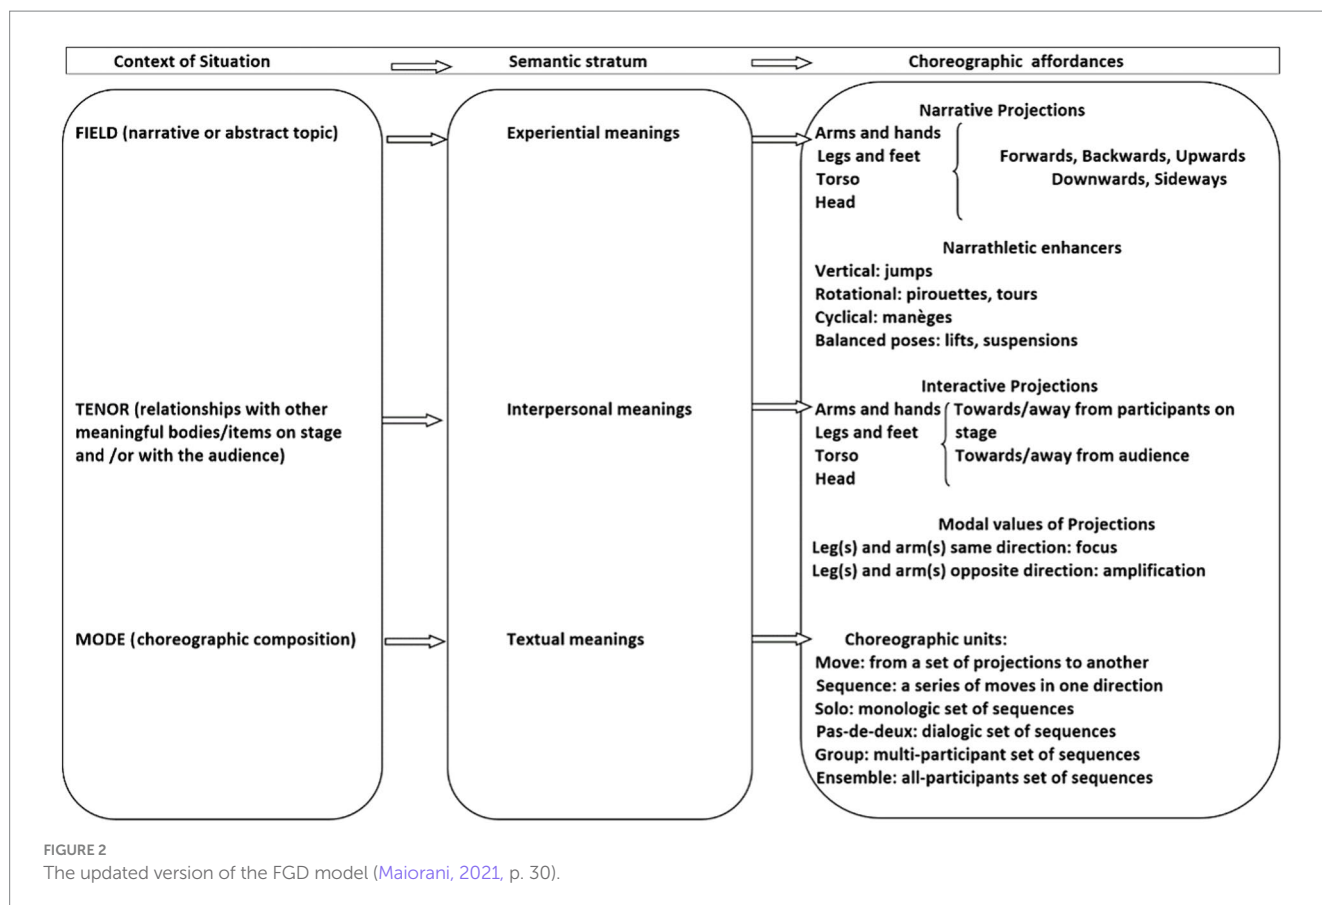 Context of Situation
Semantic stratum
Choreographic affordances
FIELD (narrative or abstract topic)
Experiential meanings
Narrative Projections
Arms and hands
Legs and feet
Torso
Head
Forwards, Backwards, Upwards
Downwards, Sideways
Narrathletic enhancers
Vertical: jumps
Rotational: pirouettes, tours
Cyclical: manèges
Balanced poses: lifts, suspensions
TENOR (relationships with other
meaningful bodies/items on stage
and /or with the audience)
Interpersonal meanings
Interactive Projections
Arms and hands
Legs and feet
Torso
Head
Towards/away from participants on
stage
Towards/away from audience
Modal values of Projections
Leg(s) and arm(s) same direction: focus
Leg(s) and arm(s) opposite direction: amplification
MODE (choreographic composition)
Textual meanings
Choreographic units:
Move: from a set of projections to another
Sequence: a series of moves in one direction
Solo: monologic set of sequences
Pas-de-deux: dialogic set of sequences
Group: multi-participant set of sequences
Ensemble: all-participants set of sequences
FIGURE 2
The updated version of the FGD model (Maiorani, 2021, p. 30).